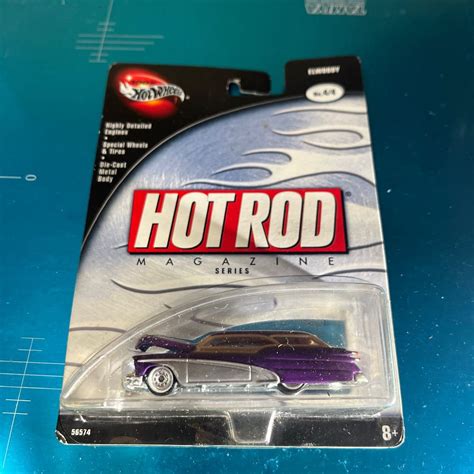 Hot Wheels
ELWOODY
No. 4/4
Highly Detailed
Engines
Special Wheels
& Tires
Die-Cast
Metal
Body
HOT ROD
MAGAZINE
SERIES
56574
8+